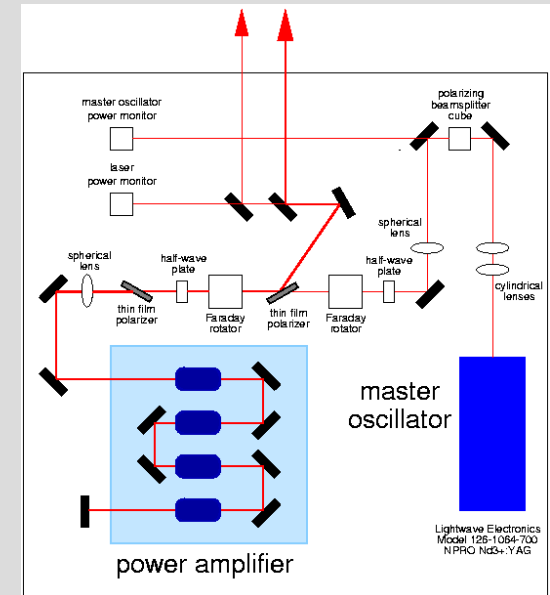 master oscillator
power monitor
polarizing
beamsplitter
cube
laser
power monitor
spherical
lens
spherical
lens
half-wave
plate
half-wave
plate
cylindrical
lenses
thin film
polarizer
Faraday
rotator
thin film
polarizer
Faraday
rotator
master
oscillator
Lightwave Electronics
Model 126-1064-700
NPRO Nd3+:YAG
power amplifier